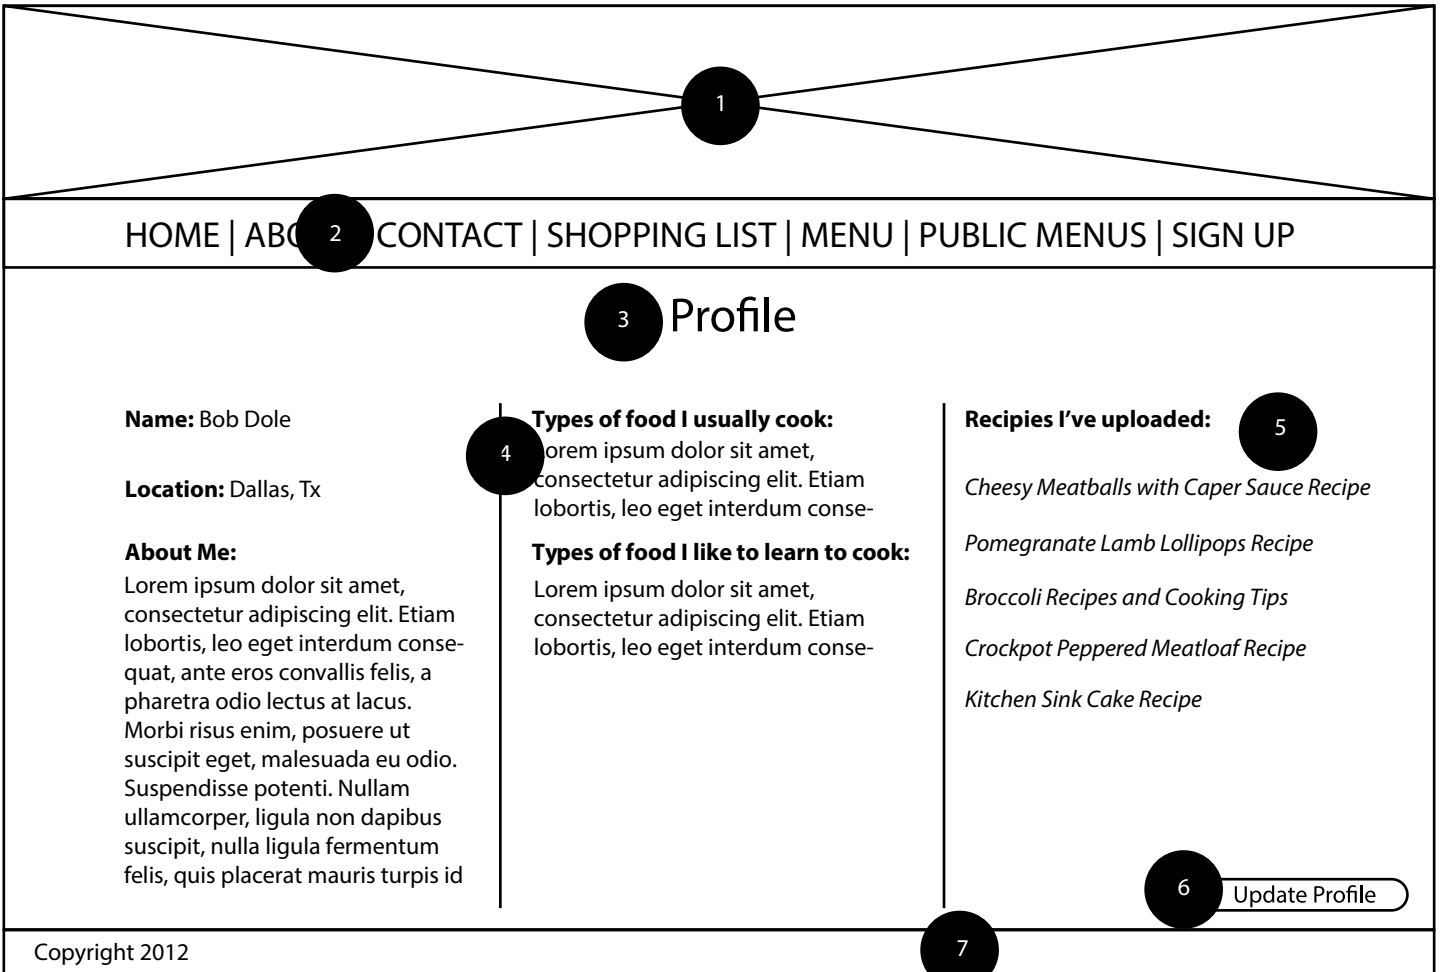 1
HOME | ABO 2 CONTACT | SHOPPING LIST | MENU | PUBLIC MENUS | SIGN UP
3 Profile
Name: Bob Dole
Location: Dallas, Tx
About Me:
Lorem ipsum dolor sit amet,
consectetur adipiscing elit. Etiam
lobortis, leo eget interdum conse-
quat, ante eros convallis felis, a
pharetra odio lectus at lacus.
Morbi risus enim, posuere ut
suscipit eget, malesuada eu odio.
Suspendisse potenti. Nullam
ullamcorper, ligula non dapibus
suscipit, nulla ligula fermentum
felis, quis placerat mauris turpis id
4
Types of food I usually cook:
Lorem ipsum dolor sit amet,
consectetur adipiscing elit. Etiam
lobortis, leo eget interdum conse-
Types of food I like to learn to cook:
Lorem ipsum dolor sit amet,
consectetur adipiscing elit. Etiam
lobortis, leo eget interdum conse-
Recipies I've uploaded: 5
Cheesy Meatballs with Caper Sauce Recipe
Pomegranate Lamb Lollipops Recipe
Broccoli Recipes and Cooking Tips
Crockpot Peppered Meatloaf Recipe
Kitchen Sink Cake Recipe
6 Update Profile
7
Copyright 2012